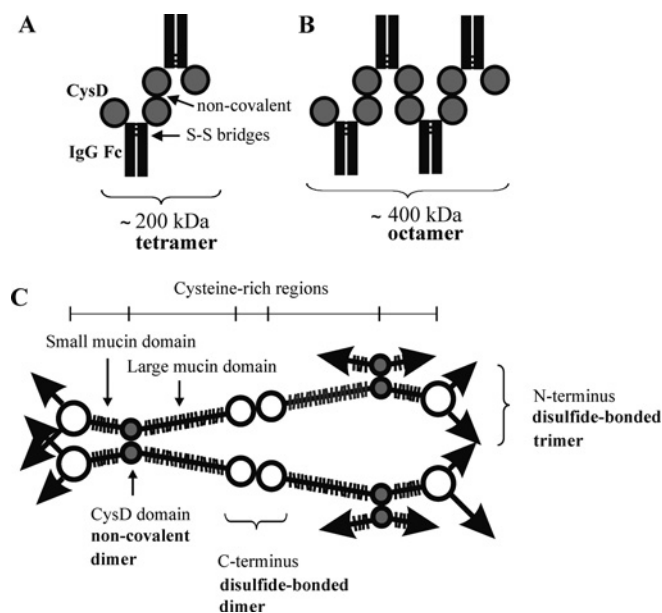 A
B
CysD
non-covalent
S-S bridges
IgG Fc
~ 200 kDa
tetramer
~ 400 kDa
octamer
C
Cysteine-rich regions
Small mucin domain
Large mucin domain
N-terminus
disulfide-bonded
trimer
CysD domain
non-covalent
dimer
C-terminus
disulfide-bonded
dimer